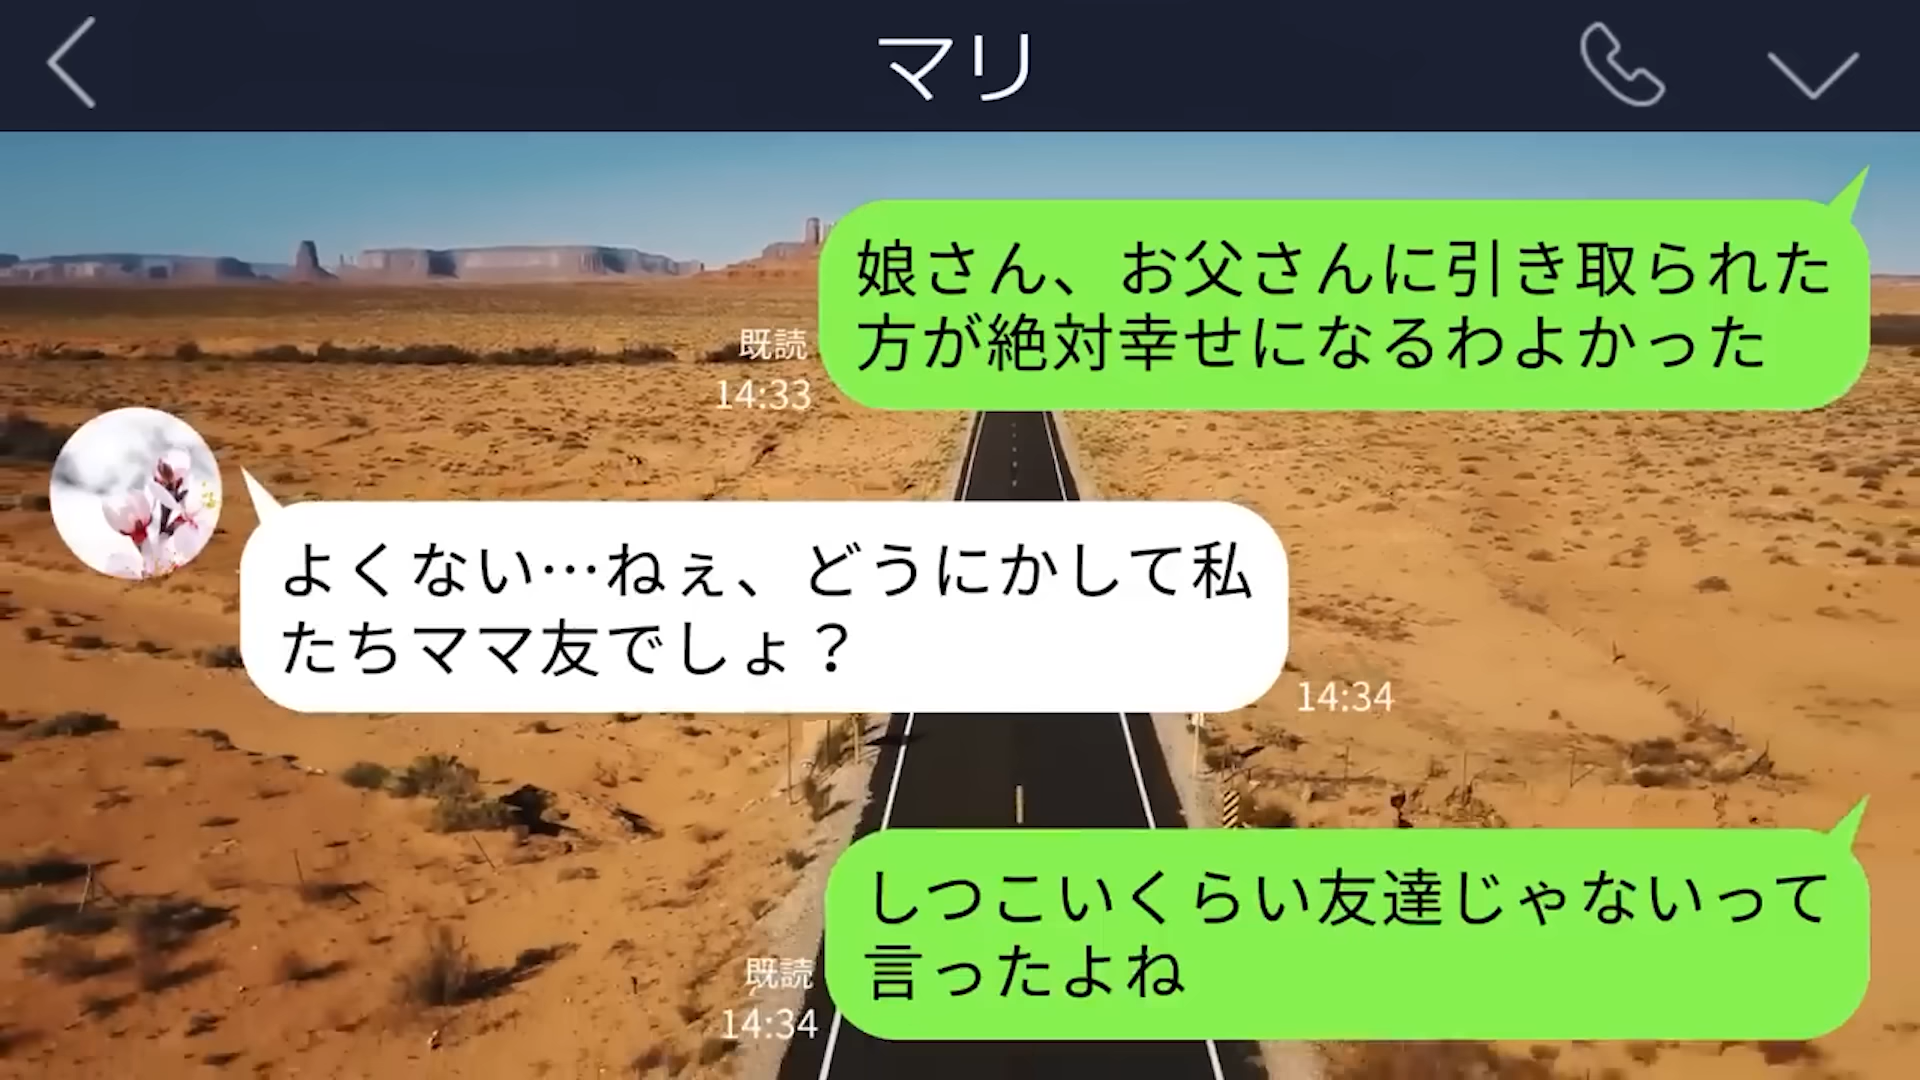 マリ
娘さん、お父さんに引き取られた
方が絶対幸せになるわよかった
既読
14:33
よくない…ねぇ、どうにかして私
たちママ友でしょ？
14:34
しつこいくらい友達じゃないって
言ったよね
既読
14:34